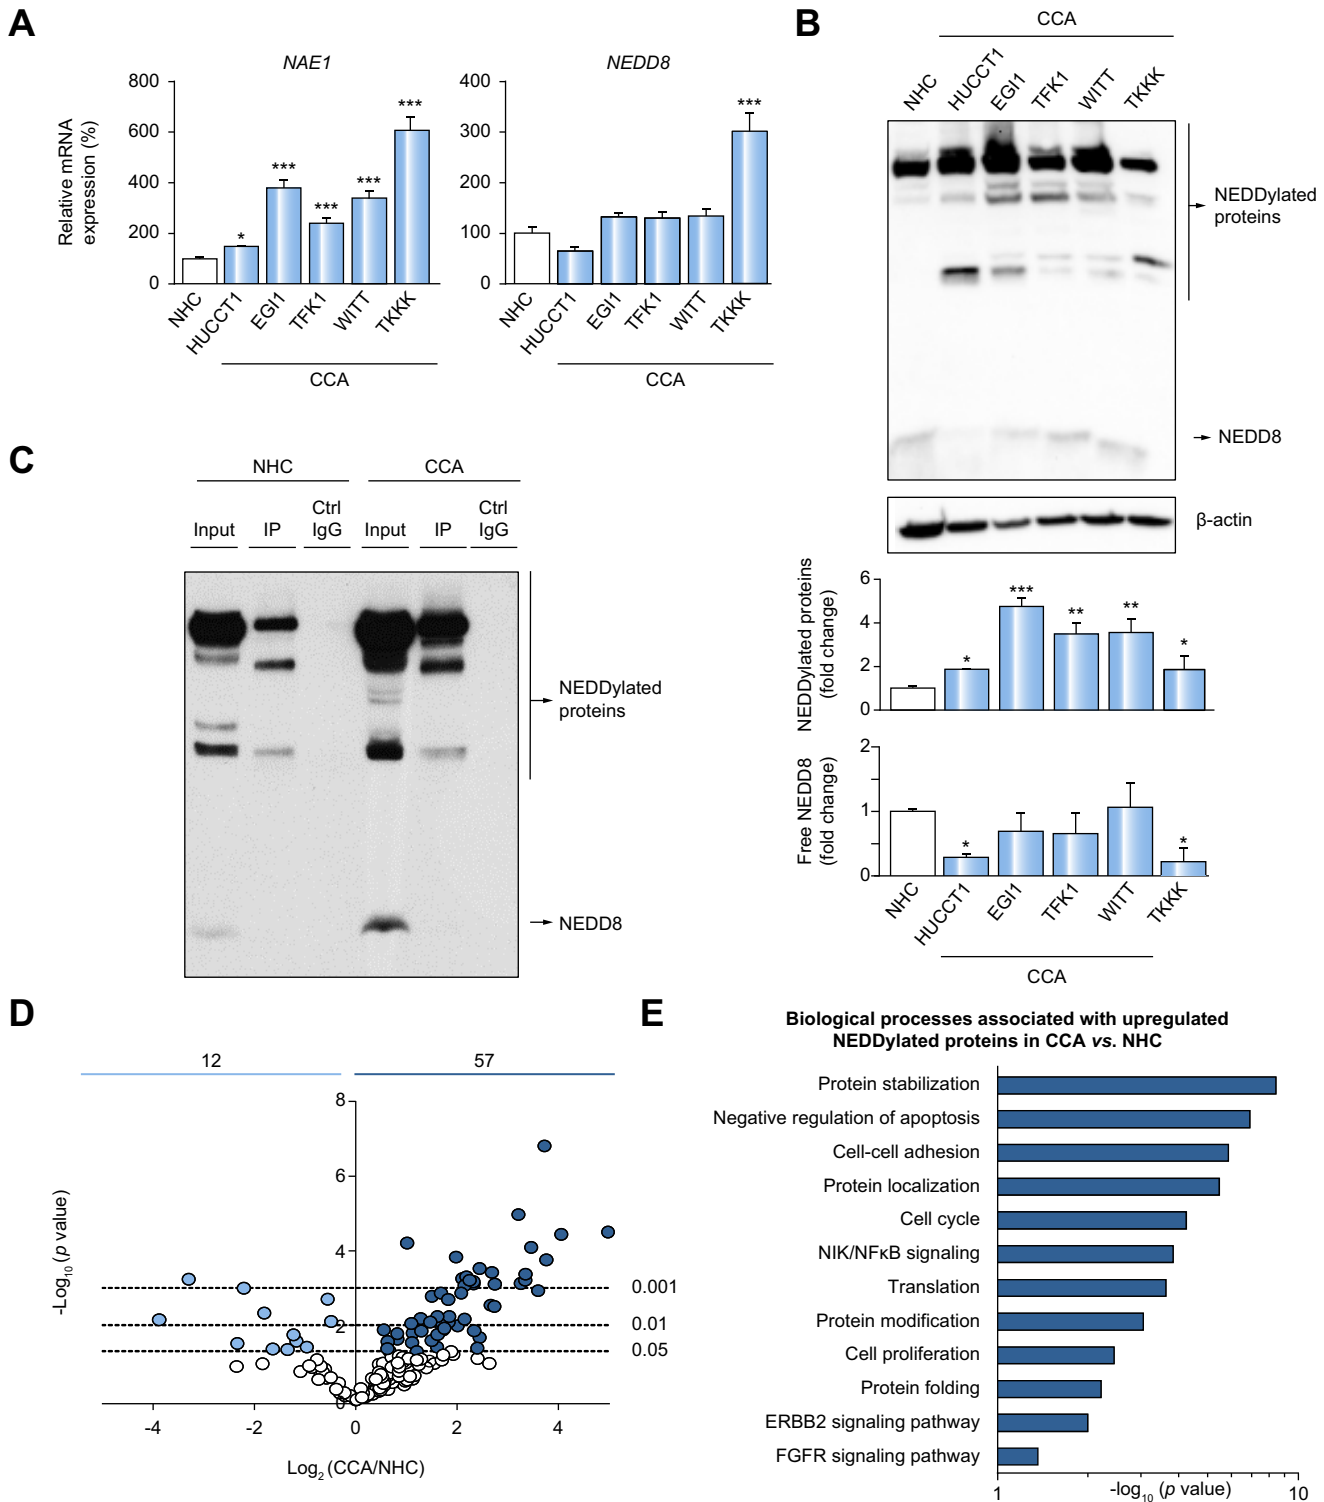 A
NAE1
NEDD8
Relative mRNA
expression (%)
800
600
400
200
0
*
***
***
***
***
400
300
200
100
0
***
NHC
HUCCT1
EGI1
TFK1
WITT
TKKK
CCA
NHC
HUCCT1
EGI1
TFK1
WITT
TKKK
CCA
B
CCA
NHC
HUCCT1
EGI1
TFK1
WITT
TKKK
NEDDylated
proteins
NEDD8
β-actin
NEDDylated proteins
(fold change)
6
4
2
0
*
***
**
**
*
Free NEDD8
(fold change)
2
1
0
*
*
NHC
HUCCT1
EGI1
TFK1
WITT
TKKK
CCA
C
NHC
CCA
Input
IP
Ctrl
IgG
Input
IP
Ctrl
IgG
NEDDylated
proteins
NEDD8
D
12
57
-Log10 (p value)
8
6
4
2
0
0.001
0.01
0.05
-4
-2
0
2
4
Log2 (CCA/NHC)
E
Biological processes associated with upregulated
NEDDylated proteins in CCA vs. NHC
Protein stabilization
Negative regulation of apoptosis
Cell-cell adhesion
Protein localization
Cell cycle
NIK/NFκB signaling
Translation
Protein modification
Cell proliferation
Protein folding
ERBB2 signaling pathway
FGFR signaling pathway
1
-log10 (p value)
10